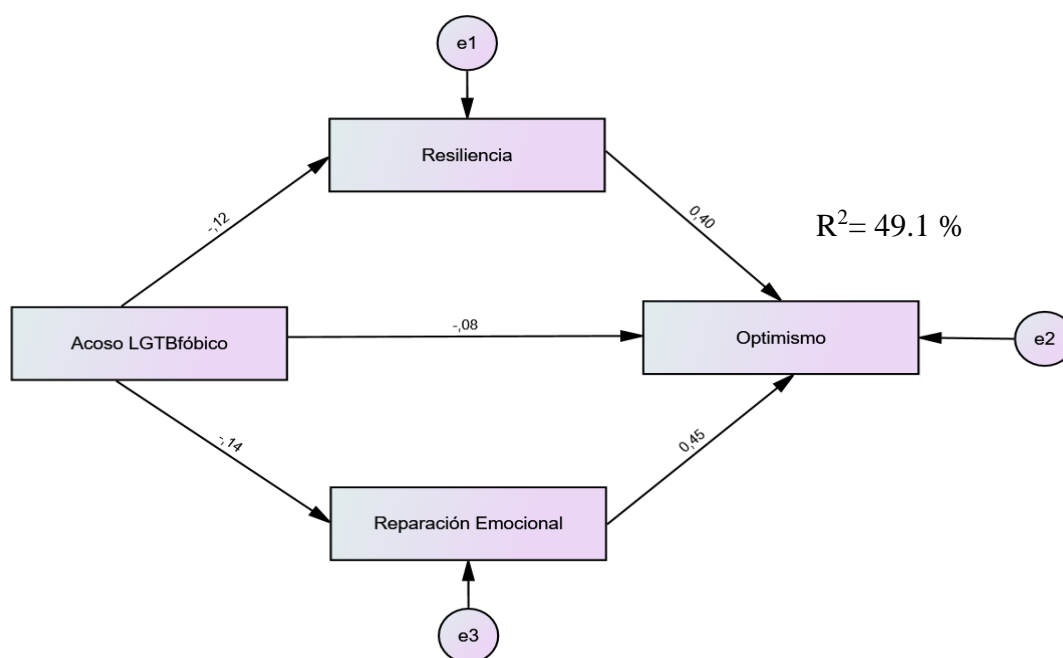 e1
Resiliencia
-,12
0,40
R²= 49.1 %
Acoso LGTBfóbico
-,08
Optimismo
e2
-,14
0,45
Reparación Emocional
e3